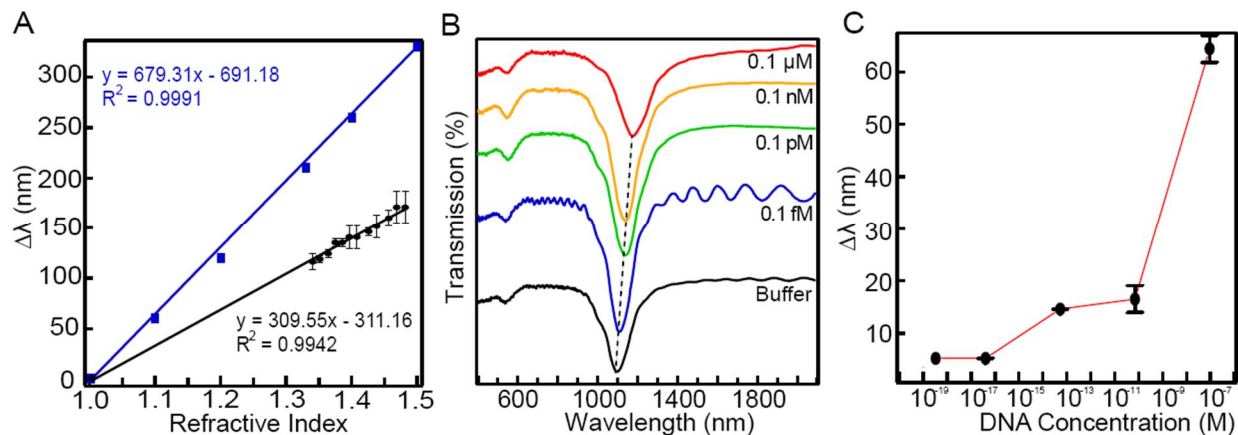 A
Δλ (nm)
300
250
200
150
100
50
0
y = 679.31x - 691.18
R² = 0.9991
y = 309.55x - 311.16
R² = 0.9942
1.0 1.1 1.2 1.3 1.4 1.5
Refractive Index
B
Transmission (%)
0.1 µM
0.1 nM
0.1 pM
0.1 fM
Buffer
600 1000 1400 1800
Wavelength (nm)
C
Δλ (nm)
60
50
40
30
20
10
10⁻¹⁹ 10⁻¹⁷ 10⁻¹⁵ 10⁻¹³ 10⁻¹¹ 10⁻⁹ 10⁻⁷
DNA Concentration (M)